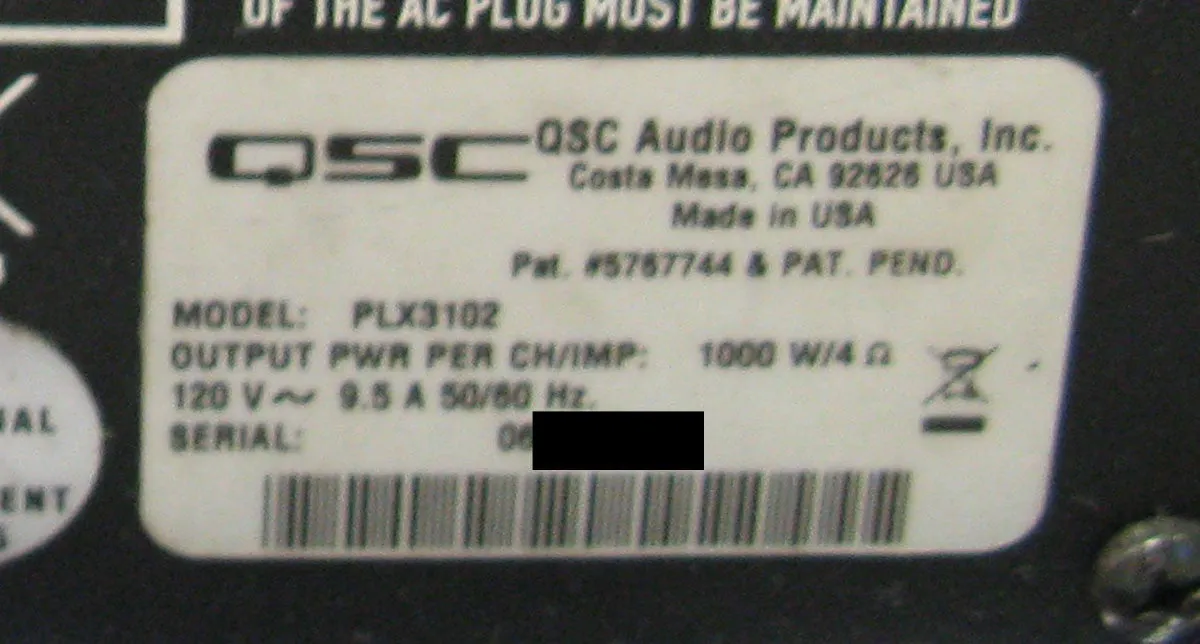 OF THE AC PLUG MUST BE MAINTAINED
QSC QSC Audio Products, Inc.
Costa Mesa, CA 92626 USA
Made in USA
Pat. #5767744 & PAT. PEND.
MODEL: PLX3102
OUTPUT PWR PER CH/IMP: 1000 W/4 Ω
120 V~ 9.5 A 50/60 Hz.
SERIAL: 06